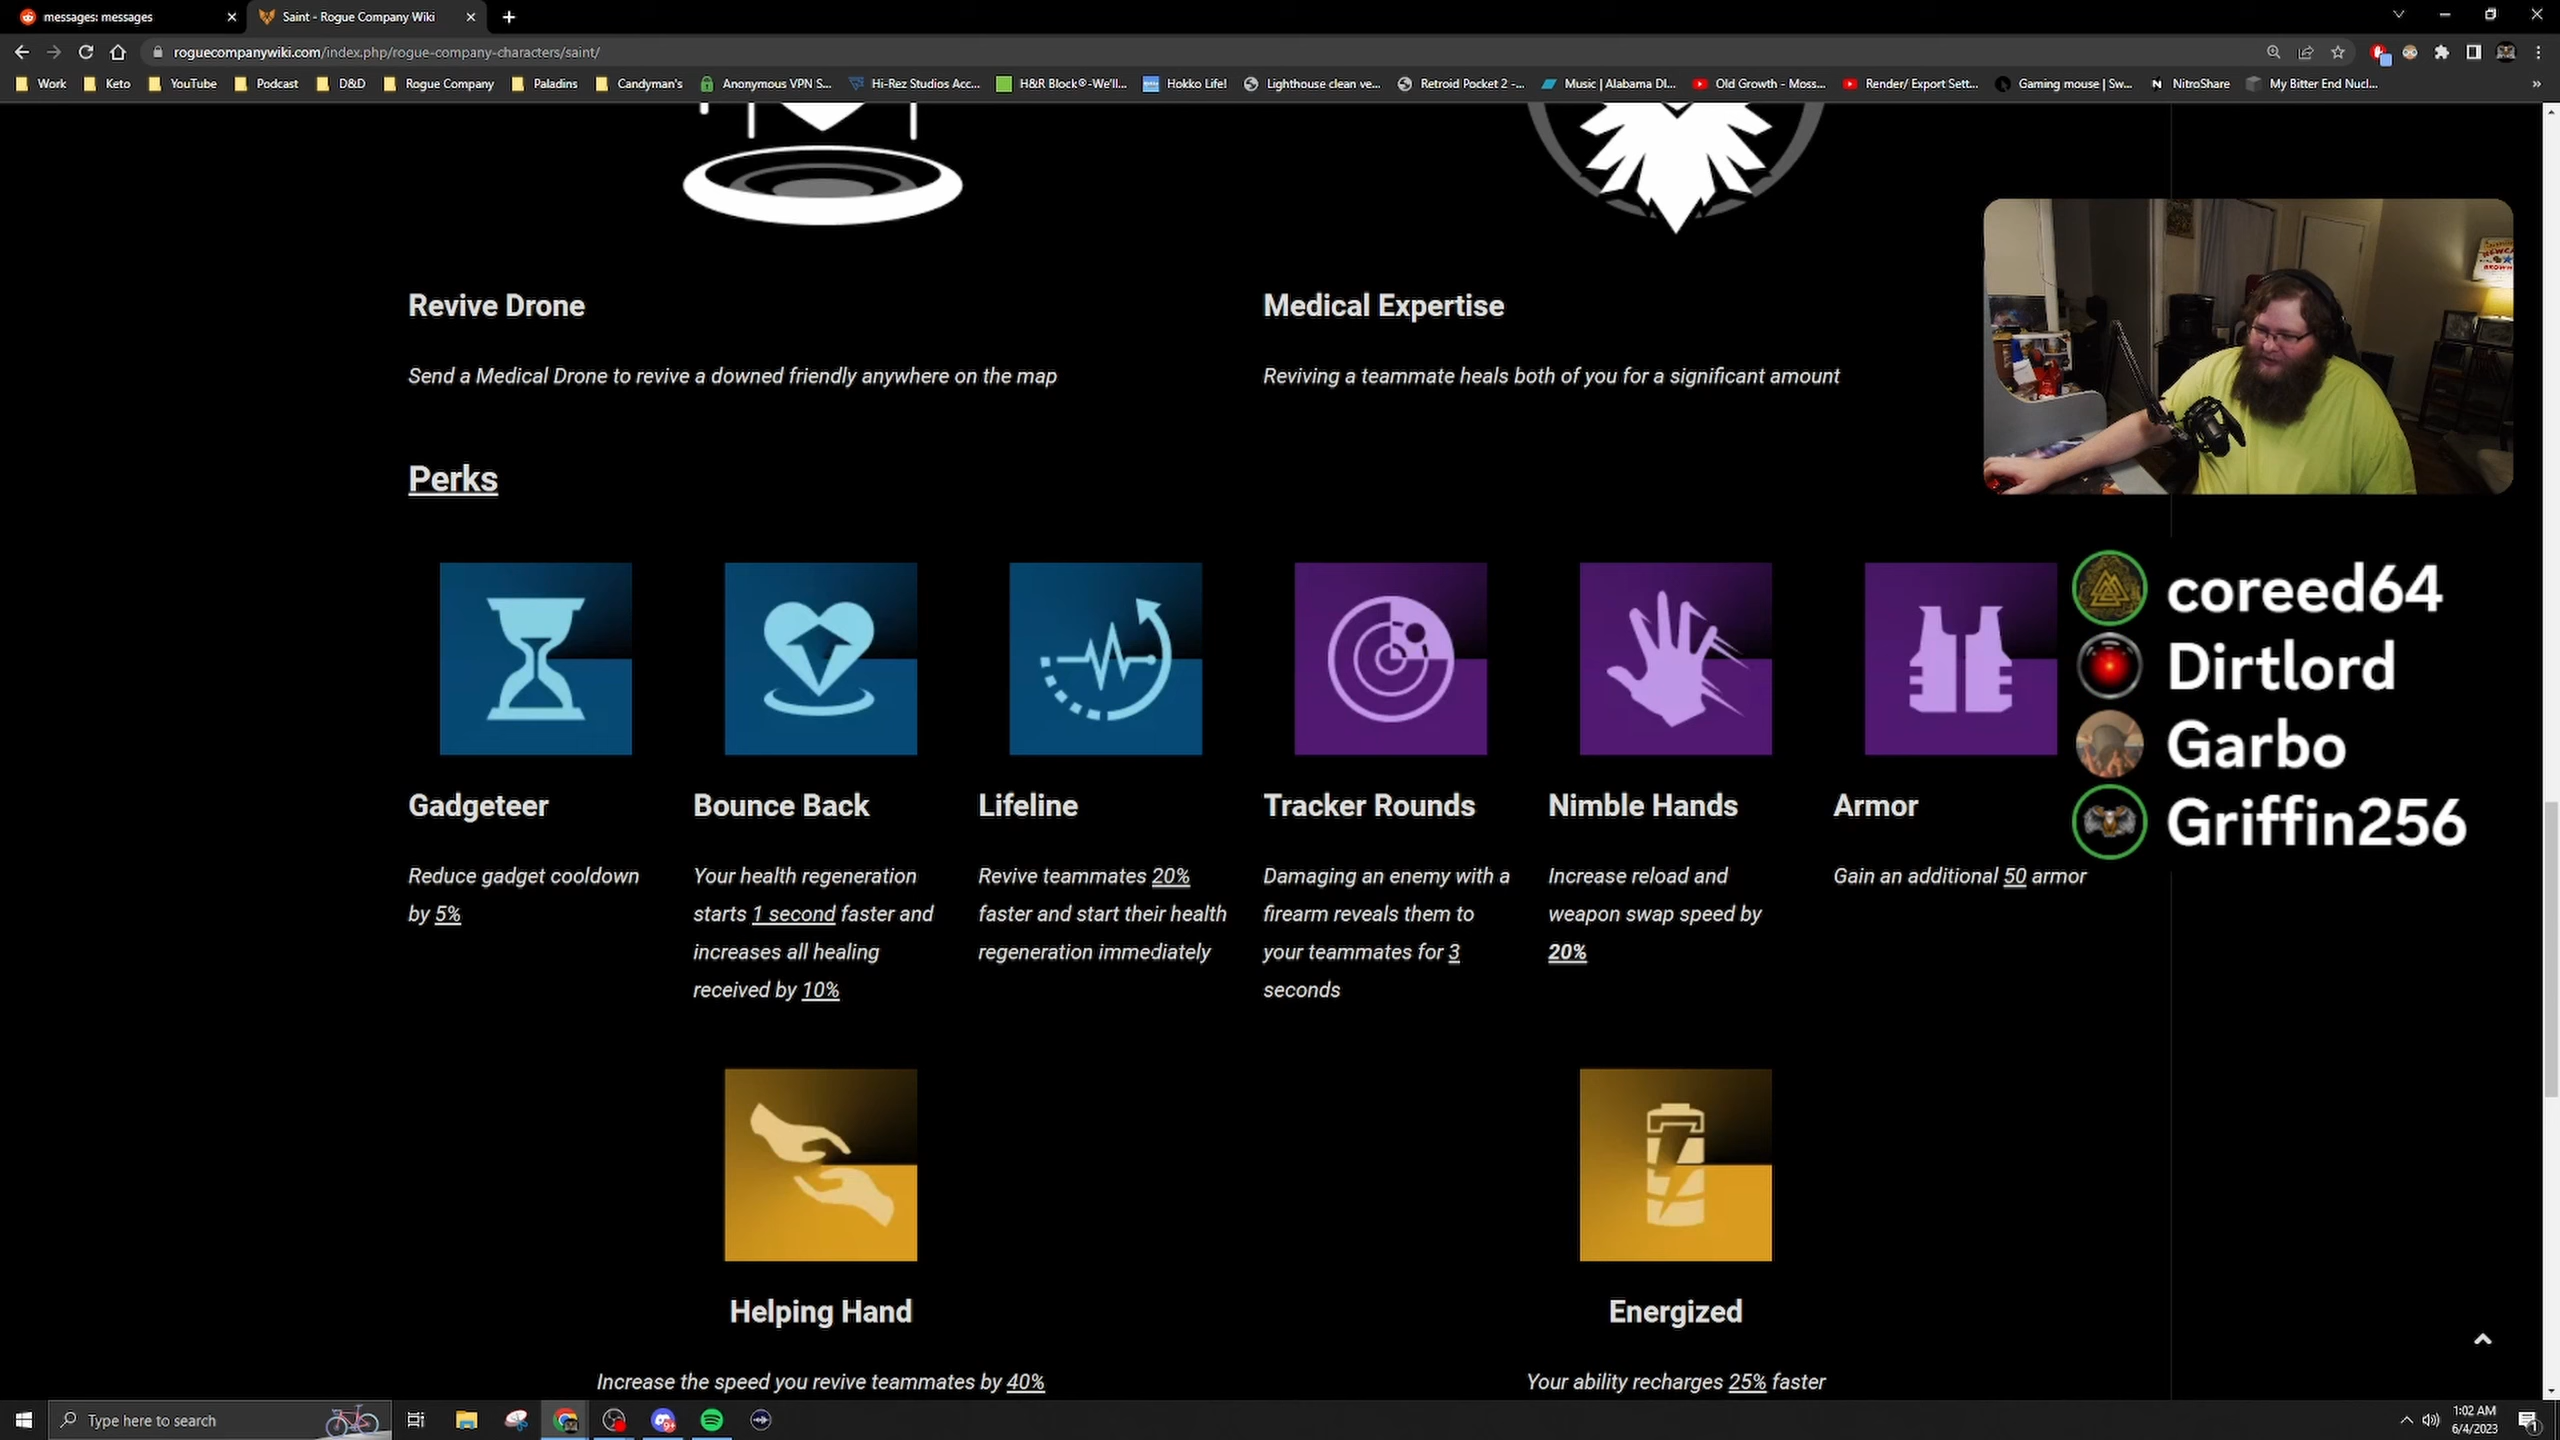 messages: messages
Saint - Rogue Company Wiki
roguecompanywiki.com/index.php/rogue-company-characters/saint/
Work Keto YouTube Podcast D&D Rogue Company Paladins Candyman's Anonymous VPN S... Hi-Rez Studios Acc... H&R Block®-We'll... Hokko Life! Lighthouse clean ve... Retroid Pocket 2 -... Music | Alabama DI... Old Growth - Moss... Render/ Export Sett... Gaming mouse | Sw... NitroShare My Bitter End Nucl...
Revive Drone
Send a Medical Drone to revive a downed friendly anywhere on the map
Medical Expertise
Reviving a teammate heals both of you for a significant amount
Perks
Gadgeteer
Reduce gadget cooldown
by 5%
Bounce Back
Your health regeneration
starts 1 second faster and
increases all healing
received by 10%
Lifeline
Revive teammates 20%
faster and start their health
regeneration immediately
Tracker Rounds
Damaging an enemy with a
firearm reveals them to
your teammates for 3
seconds
Nimble Hands
Increase reload and
weapon swap speed by
20%
Armor
Gain an additional 50 armor
coreed64
Dirtlord
Garbo
Griffin256
Helping Hand
Increase the speed you revive teammates by 40%
Energized
Your ability recharges 25% faster
Type here to search
9+
1:02 AM
6/4/2023
1